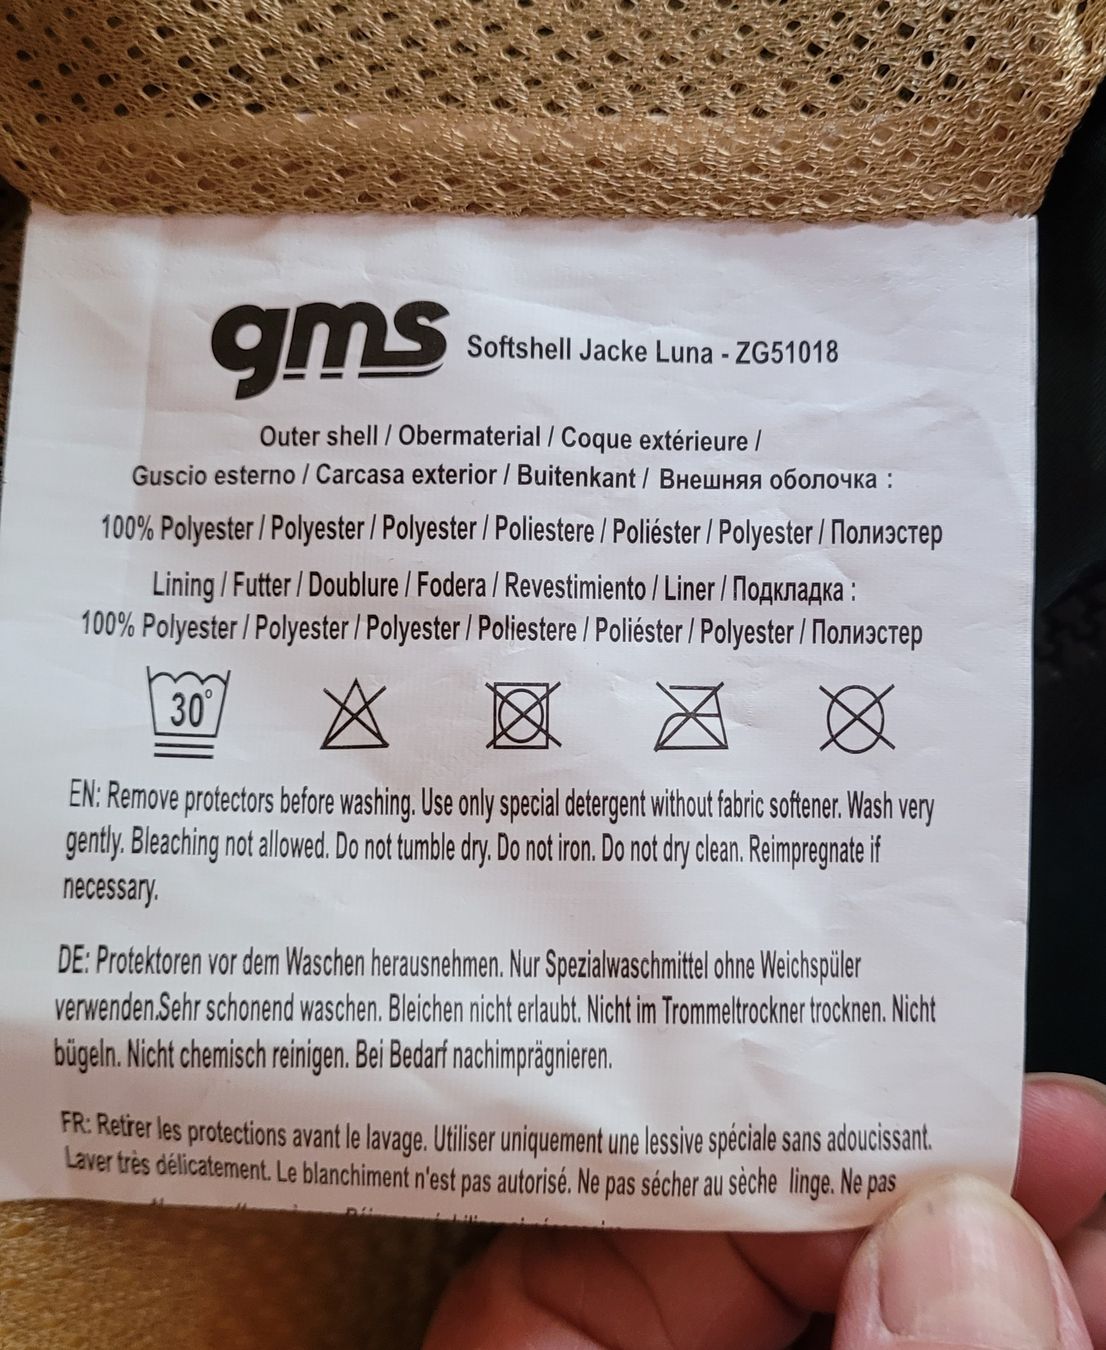 gms Softshell Jacke Luna - ZG51018
Outer shell / Obermaterial / Coque extérieure /
Guscio esterno / Carcasa exterior / Buitenkant / Внешняя оболочка :
100% Polyester / Polyester / Polyester / Poliestere / Poliéster / Polyester / Полиэстер
Lining / Futter / Doublure / Fodera / Revestimiento / Liner / Подкладка :
100% Polyester / Polyester / Polyester / Poliestere / Poliéster / Polyester / Полиэстер
30°
EN: Remove protectors before washing. Use only special detergent without fabric softener. Wash very
gently. Bleaching not allowed. Do not tumble dry. Do not iron. Do not dry clean. Reimpregnate if
necessary.
DE: Protektoren vor dem Waschen herausnehmen. Nur Spezialwaschmittel ohne Weichspüler
verwenden.Sehr schonend waschen. Bleichen nicht erlaubt. Nicht im Trommeltrockner trocknen. Nicht
bügeln. Nicht chemisch reinigen. Bei Bedarf nachimprägnieren.
FR: Retirer les protections avant le lavage. Utiliser uniquement une lessive spéciale sans adoucissant.
Laver très délicatement. Le blanchiment n'est pas autorisé. Ne pas sécher au sèche linge. Ne pas